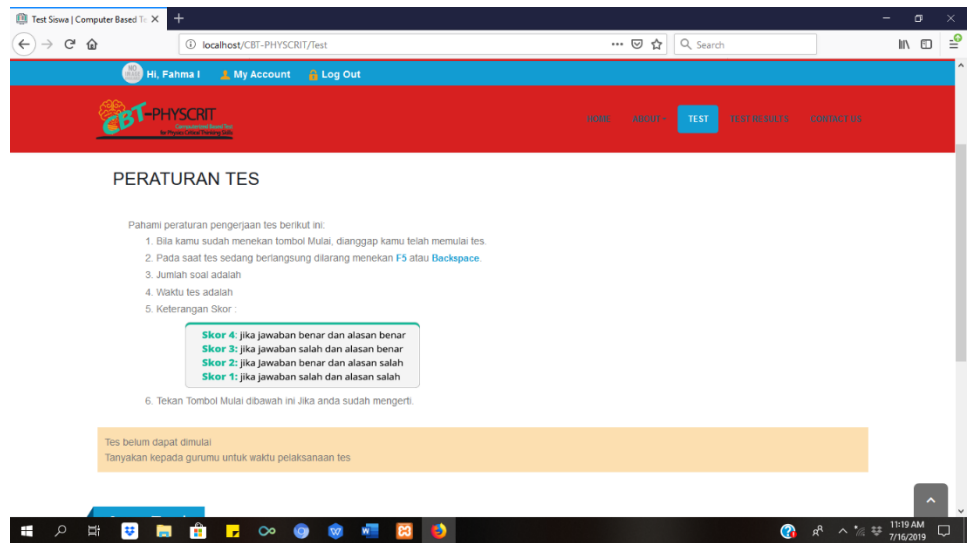 Test Siswa | Computer Based Te
localhost/CBT-PHYSCRIT/Test
Search
Hi, Fahma I
My Account
Log Out
CBT-PHYSCRIT
HOME
ABOUT
TEST
TEST RESULTS
CONTACT US
PERATURAN TES
Pahami peraturan pengerjaan tes berikut ini:
1. Bila kamu sudah menekan tombol Mulai, dianggap kamu telah memulai tes.
2. Pada saat tes sedang berlangsung dilarang menekan F5 atau Backspace.
3. Jumlah soal adalah
4. Waktu tes adalah
5. Keterangan Skor :
Skor 4: jika jawaban benar dan alasan benar
Skor 3: jika jawaban salah dan alasan benar
Skor 2: jika Jawaban benar dan alasan salah
Skor 1: jika jawaban salah dan alasan salah
6. Tekan Tombol Mulai dibawah ini Jika anda sudah mengerti.
Tes belum dapat dimulai
Tanyakan kepada gurumu untuk waktu pelaksanaan tes
11:19 AM
7/16/2019